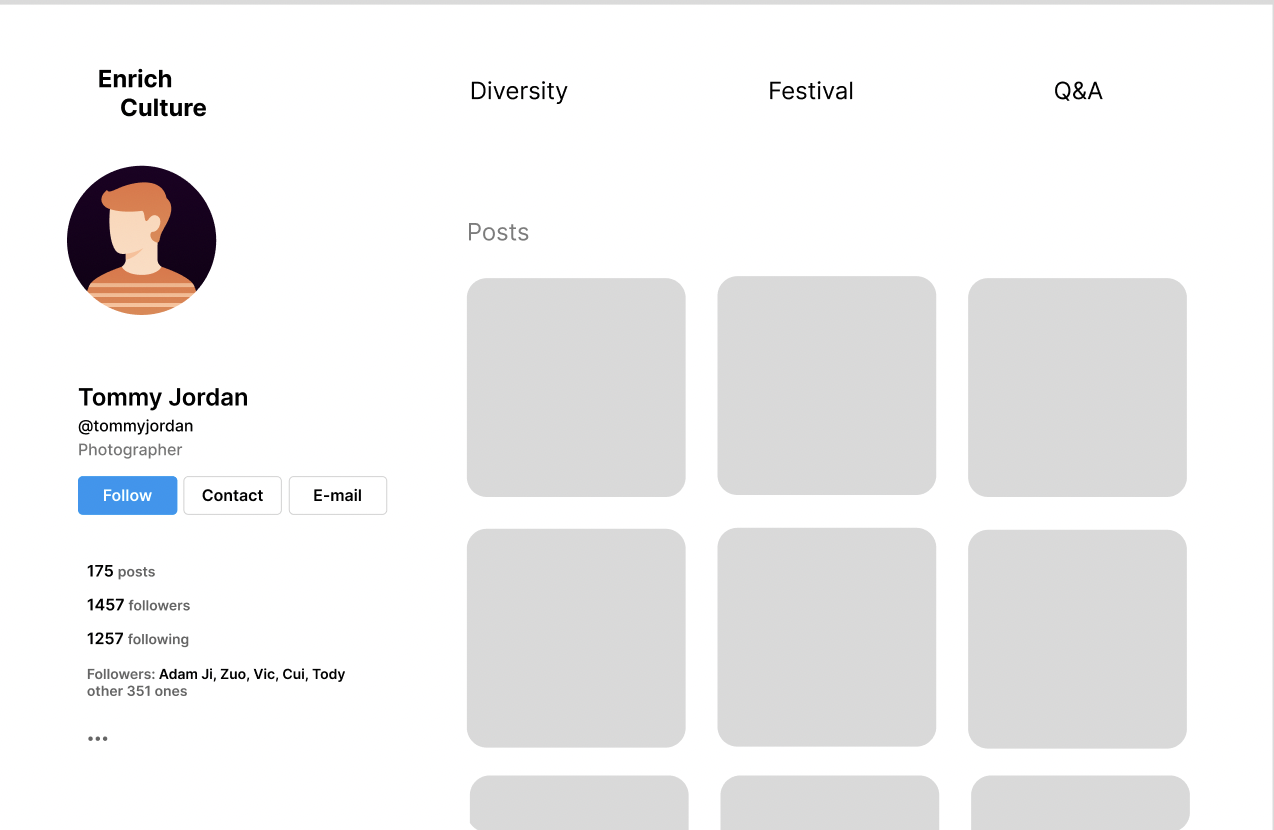 Enrich
Culture
Diversity
Festival
Q&A
Posts
Tommy Jordan
@tommyjordan
Photographer
Follow
Contact
E-mail
175 posts
1457 followers
1257 following
Followers: Adam Ji, Zuo, Vic, Cui, Tody
other 351 ones
•••